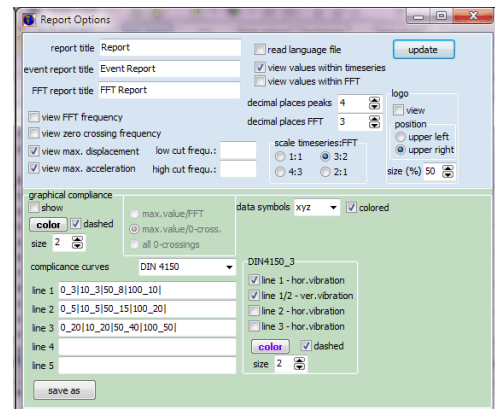 Report Options
report title Report
read language file
update
event report title Event Report
view values within timeseries
view values within FFT
FFT report title FFT Report
decimal places peaks 4
decimal places FFT 3
logo
view
position
upper left
upper right
size (%) 50
view FFT frequency
view zero crossing frequency
view max. displacement
low cut frequ.:
view max. acceleration
high cut frequ.:
scale timeseries:FFT
1:1
3:2
4:3
2:1
graphical compliance
show
color
dashed
size 2
max.value/FFT
max.value/0-cross.
all 0-crossings
data symbols xyz
colored
complicance curves DIN 4150
line 1 0_3|10_3|50_8|100_10|
line 2 0_5|10_5|50_15|100_20|
line 3 0_20|10_20|50_40|100_50|
line 4
line 5
DIN4150_3
line 1 - hor.vibration
line 1/2 - ver.vibration
line 2 - hor.vibration
line 3 - hor.vibration
color
dashed
size 2
save as